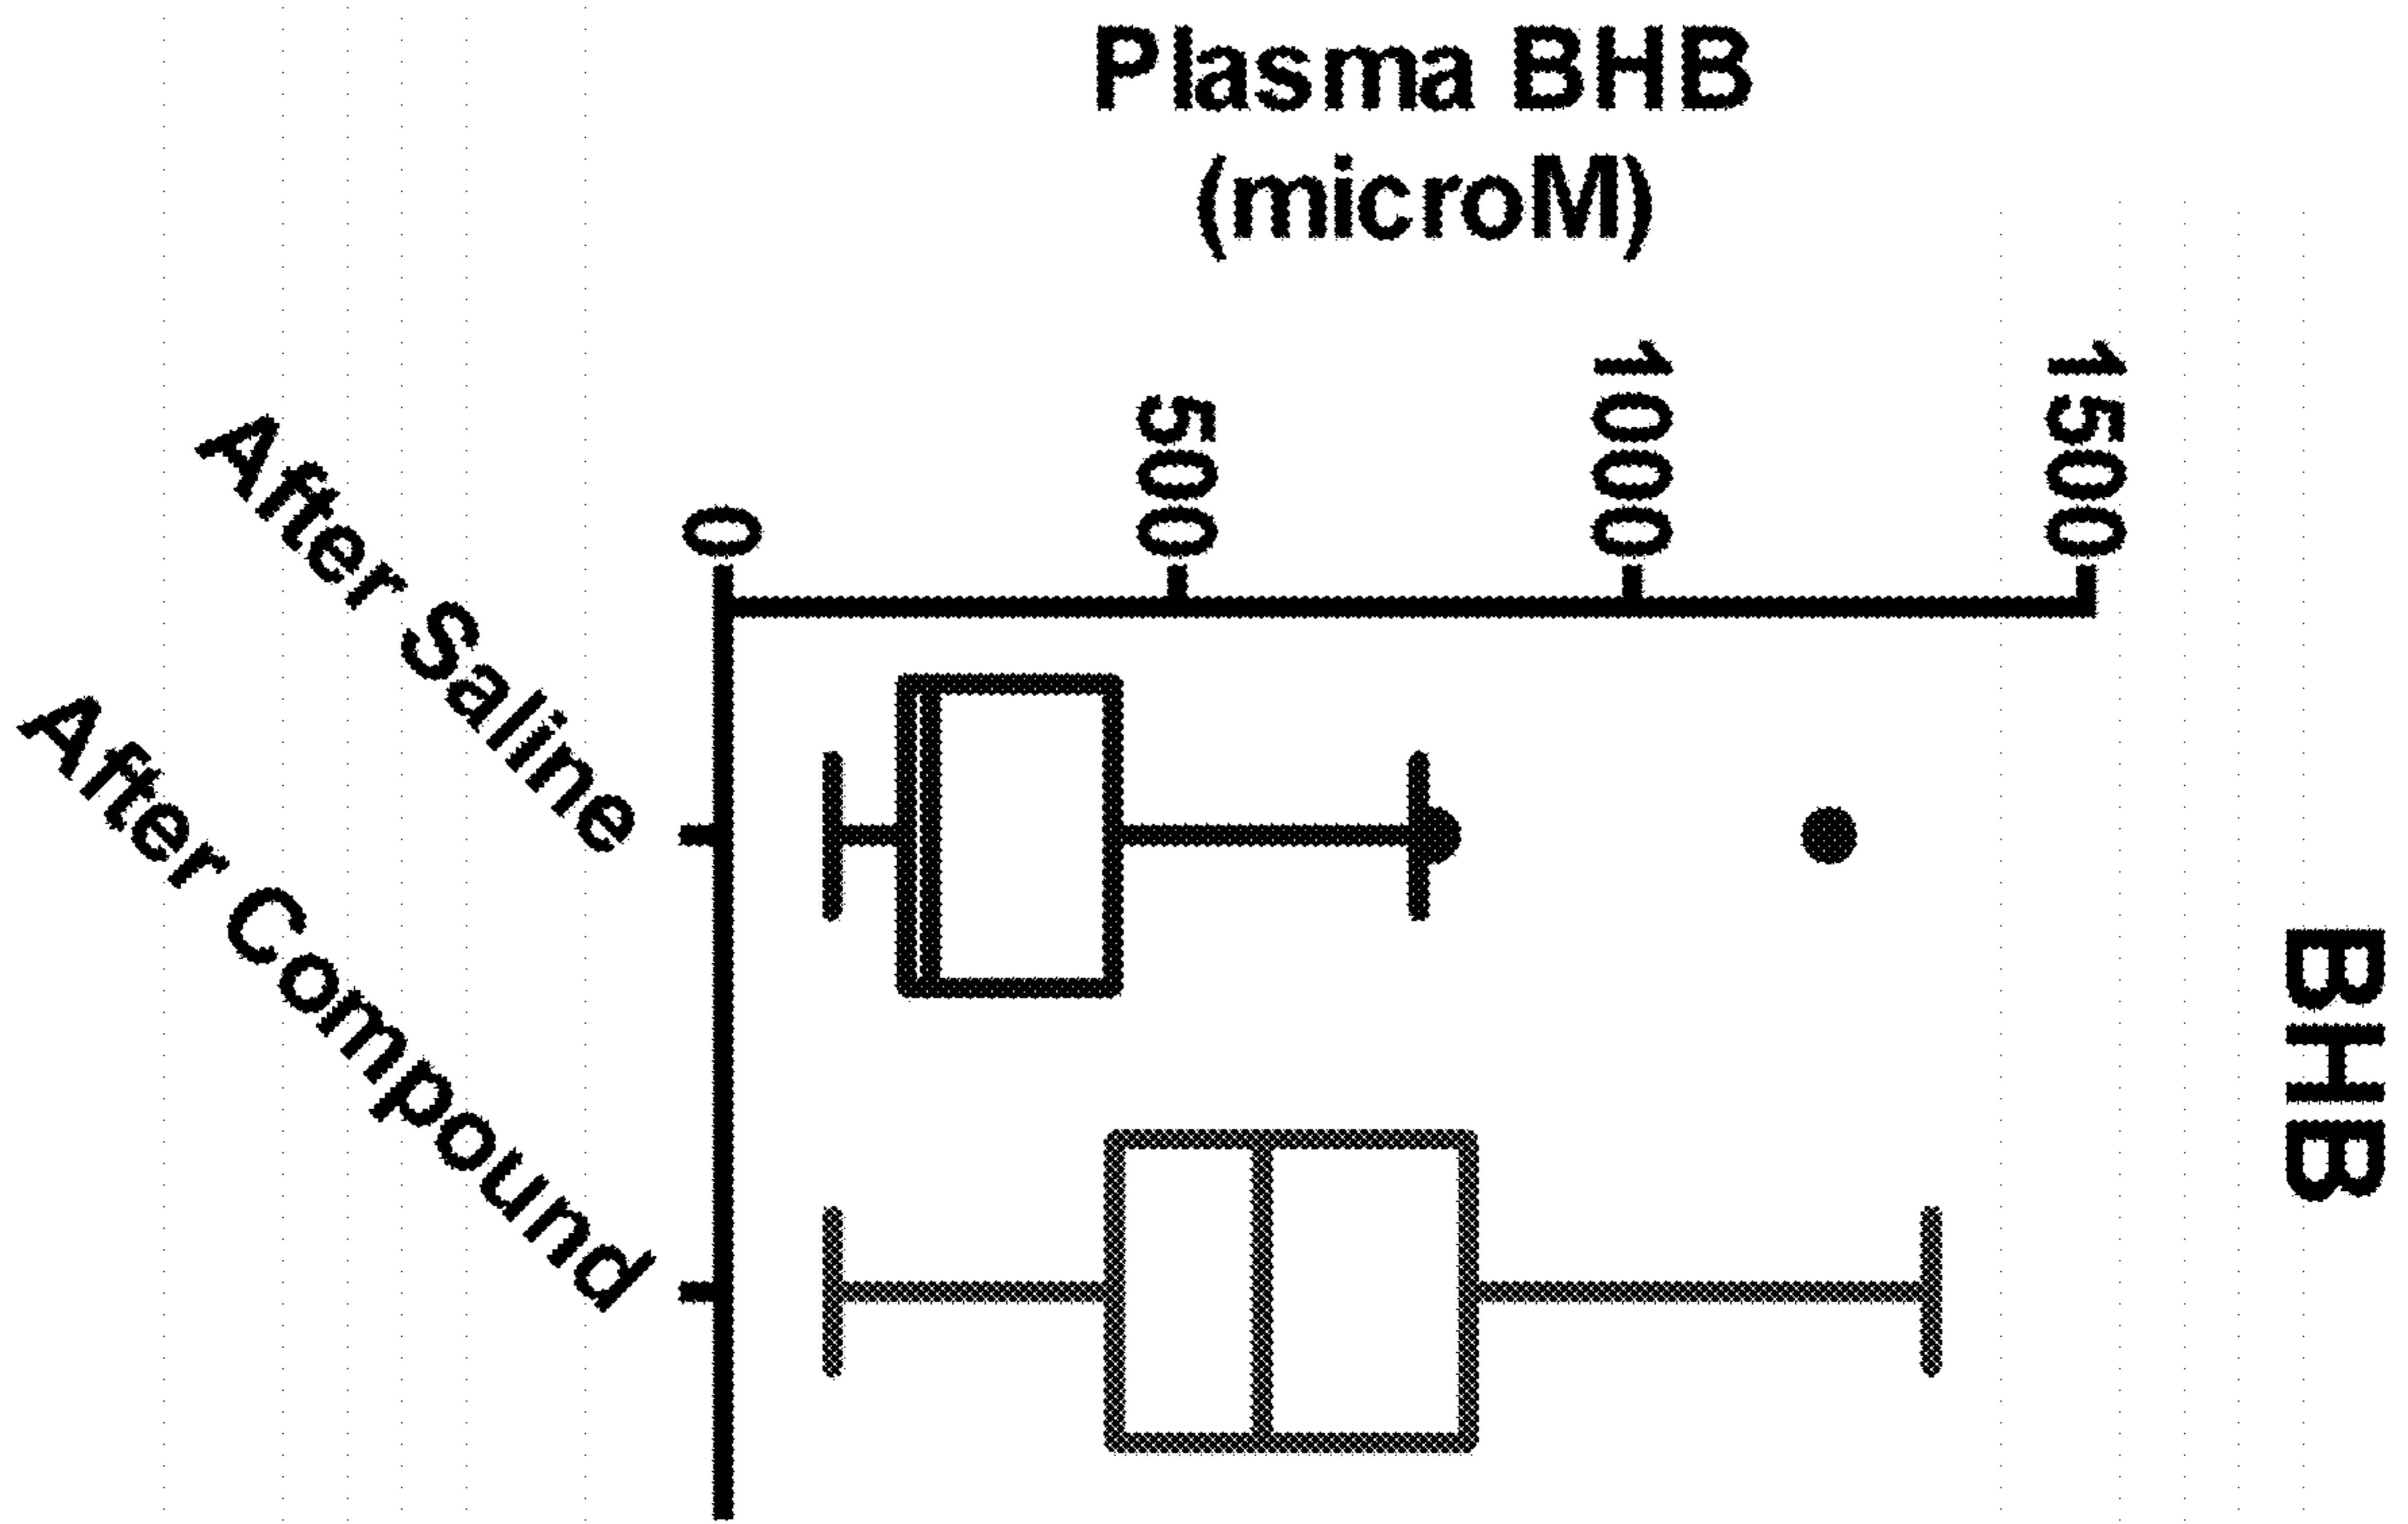 Plasma BHB
(microM)
1500
1000
500
0
After Saline
After Compound
BHB